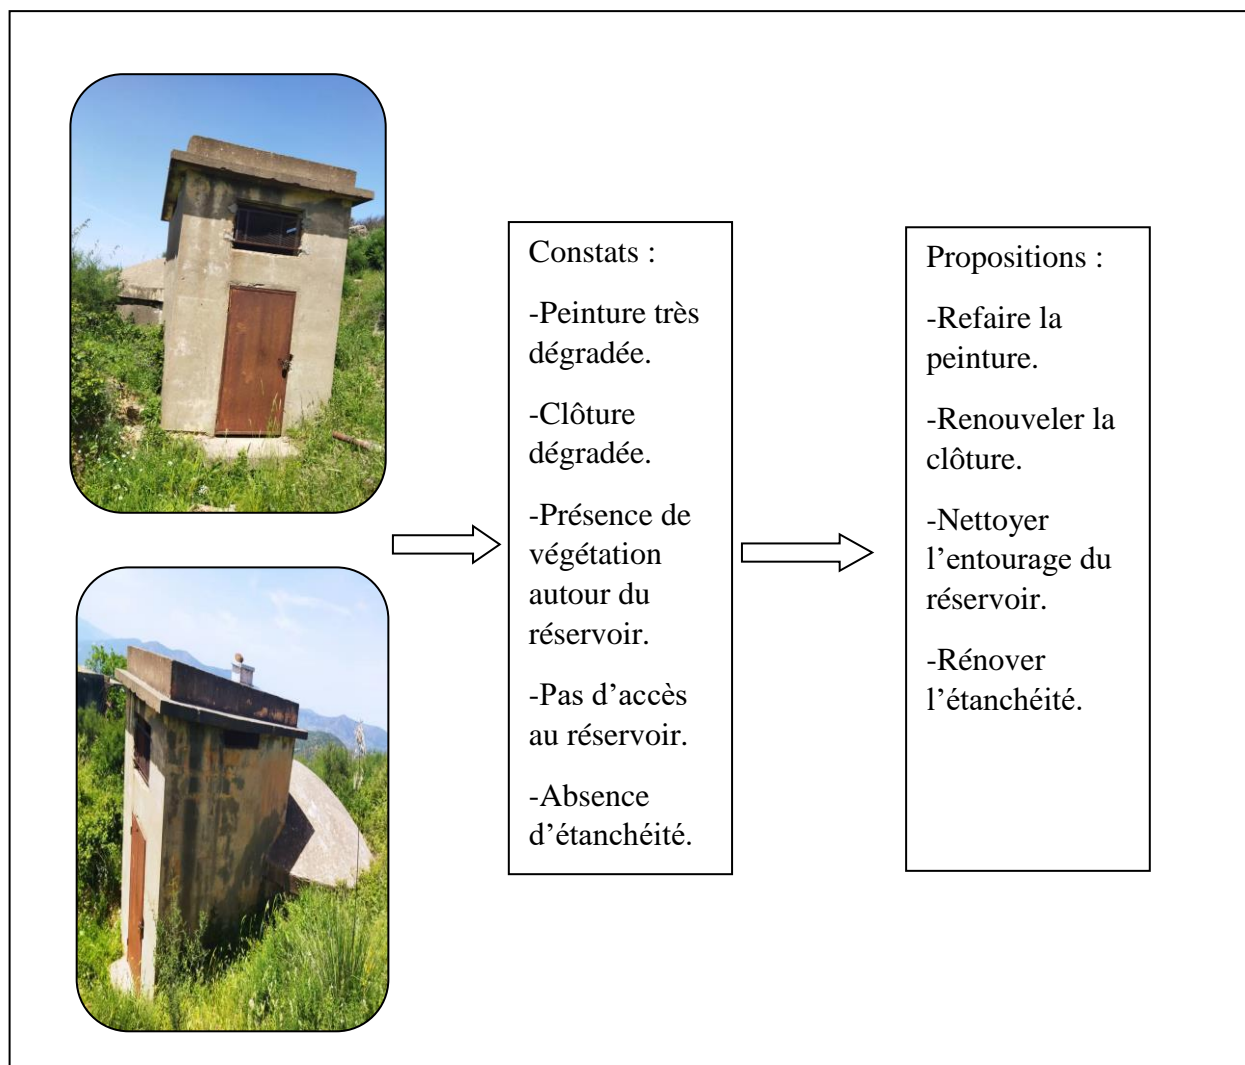 Constats :
-Peinture très
dégradée.
-Clôture
dégradée.
-Présence de
végétation
autour du
réservoir.
-Pas d’accès
au réservoir.
-Absence
d’étanchéité.
Propositions :
-Refaire la
peinture.
-Renouveler la
clôture.
-Nettoyer
l’entourage du
réservoir.
-Rénover
l’étanchéité.